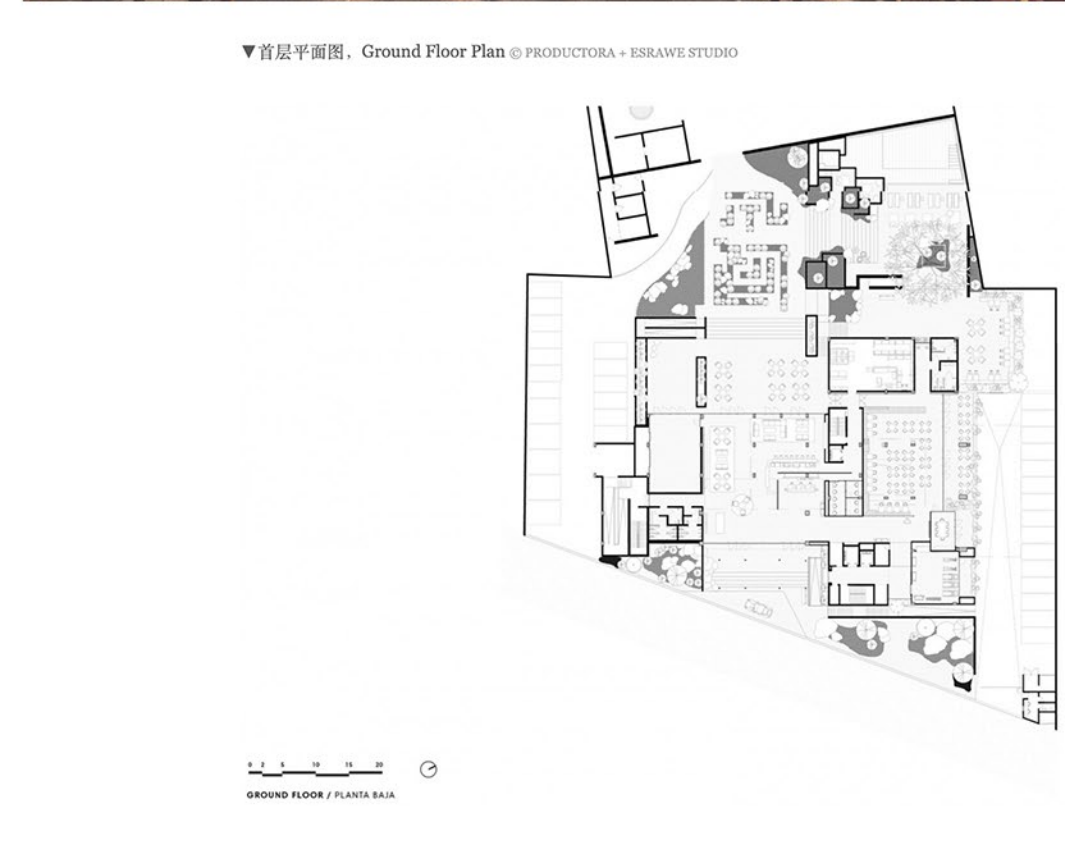 ▼首层平面图，Ground Floor Plan © PRODUCTORA + ESRAWE STUDIO
0 2 5 10 15 20
GROUND FLOOR / PLANTA BAJA